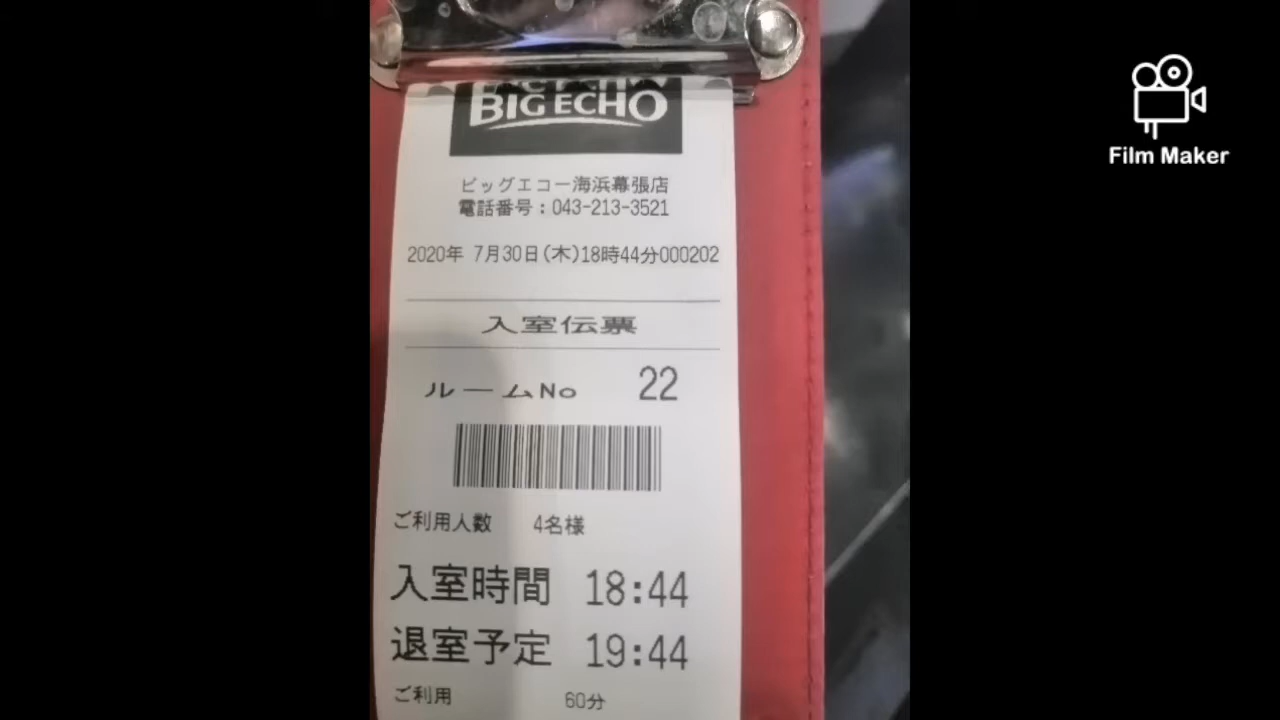 BIG ECHO
ビッグエコー海浜幕張店
電話番号：043-213-3521
2020年 7月30日(木)18時44分000202
入室伝票
ルームNo 22
ご利用人数 4名様
入室時間 18:44
退室予定 19:44
ご利用 60分
Film Maker